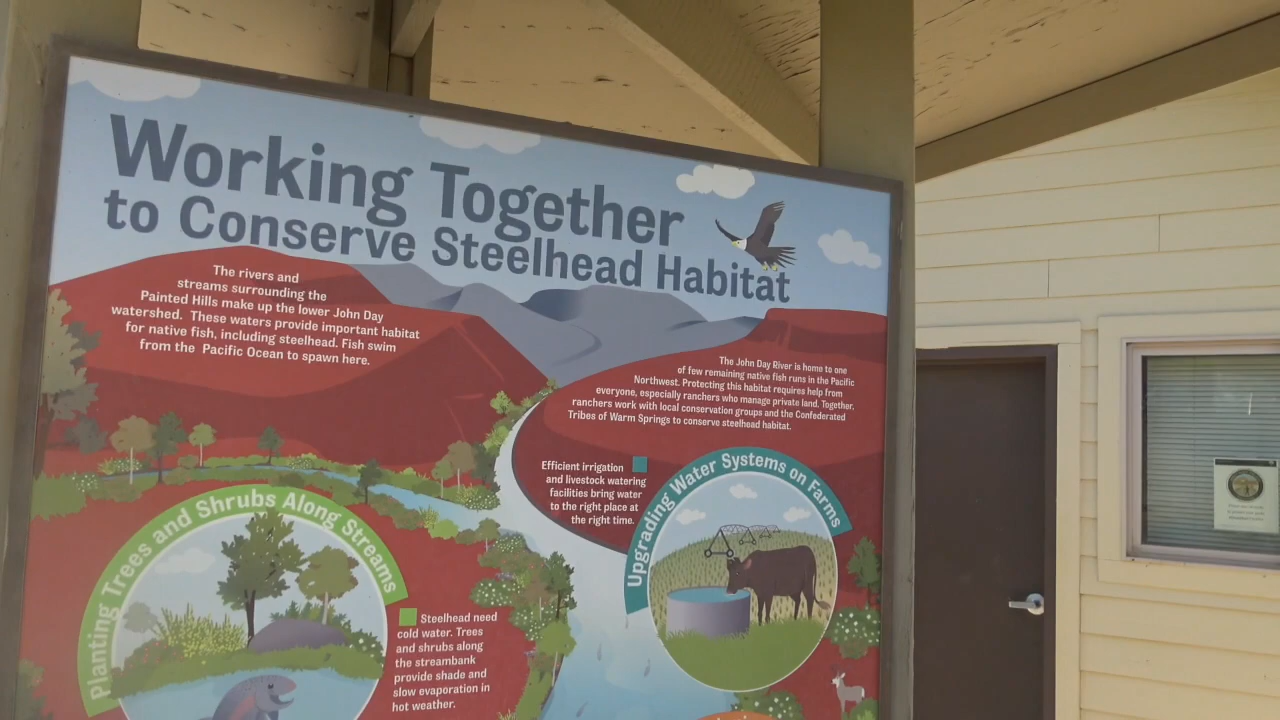 Working Together
to Conserve Steelhead Habitat
The rivers and
streams surrounding the
Painted Hills make up the lower John Day
watershed. These waters provide important habitat
for native fish, including steelhead. Fish swim
from the Pacific Ocean to spawn here.
The John Day River is home to one
of few remaining native fish runs in the Pacific
Northwest. Protecting this habitat requires help from
everyone, especially ranchers who manage private land. Together,
ranchers work with local conservation groups and the Confederated
Tribes of Warm Springs to conserve steelhead habitat.
Efficient irrigation
and livestock watering
facilities bring water
to the right place at
the right time.
Upgrading Water Systems on Farms
Planting Trees and Shrubs Along Streams
Steelhead need
cold water. Trees
and shrubs along
the streambank
provide shade and
slow evaporation in
hot weather.